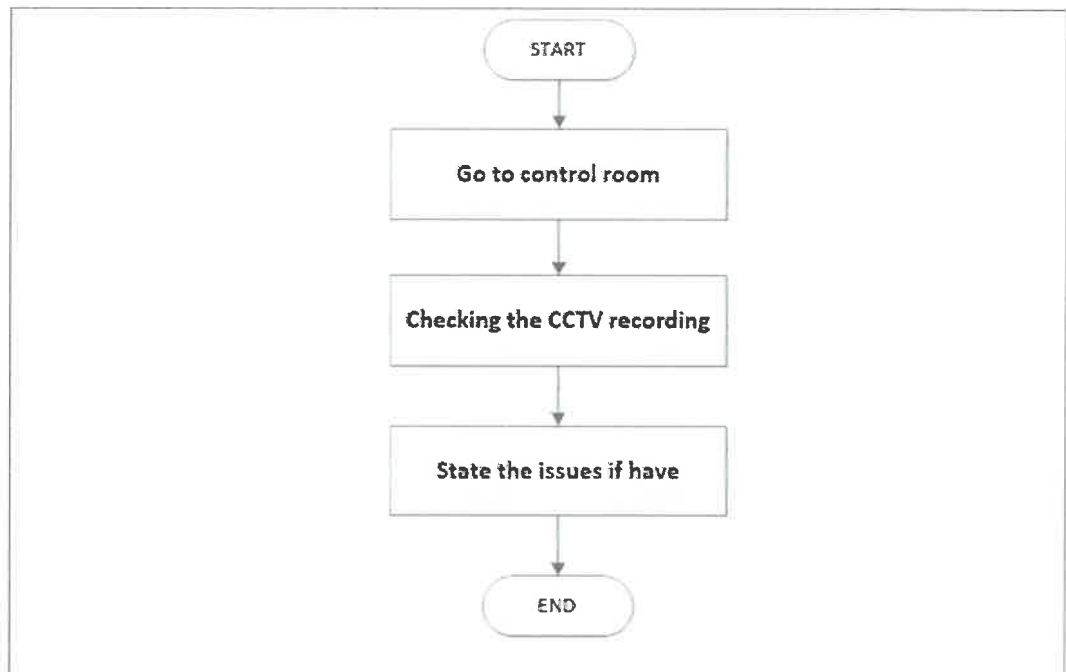 START
Go to control room
Checking the CCTV recording
State the issues if have
END